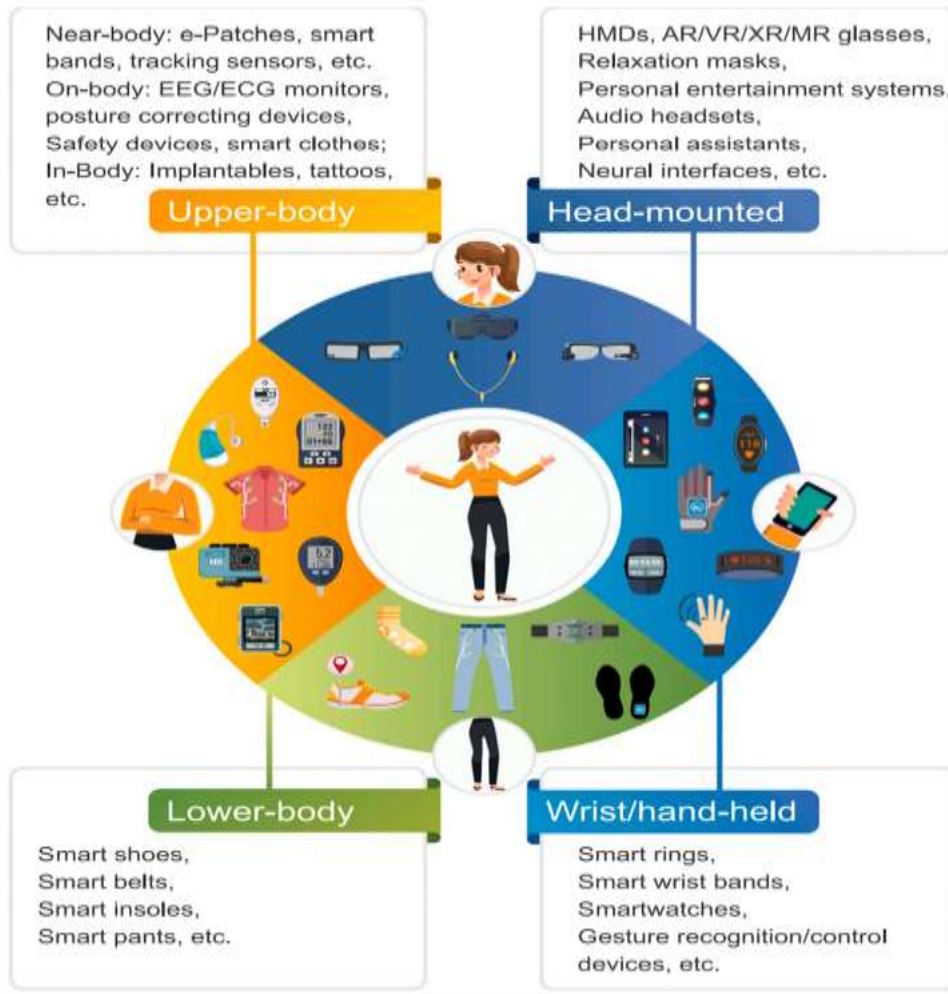 Near-body: e-Patches, smart
bands, tracking sensors, etc.
On-body: EEG/ECG monitors,
posture correcting devices,
Safety devices, smart clothes;
In-Body: Implantables, tattoos,
etc.
Upper-body
HMDs, AR/VR/XR/MR glasses,
Relaxation masks,
Personal entertainment systems,
Audio headsets,
Personal assistants,
Neural interfaces, etc.
Head-mounted
Lower-body
Smart shoes,
Smart belts,
Smart insoles,
Smart pants, etc.
Wrist/hand-held
Smart rings,
Smart wrist bands,
Smartwatches,
Gesture recognition/control
devices, etc.